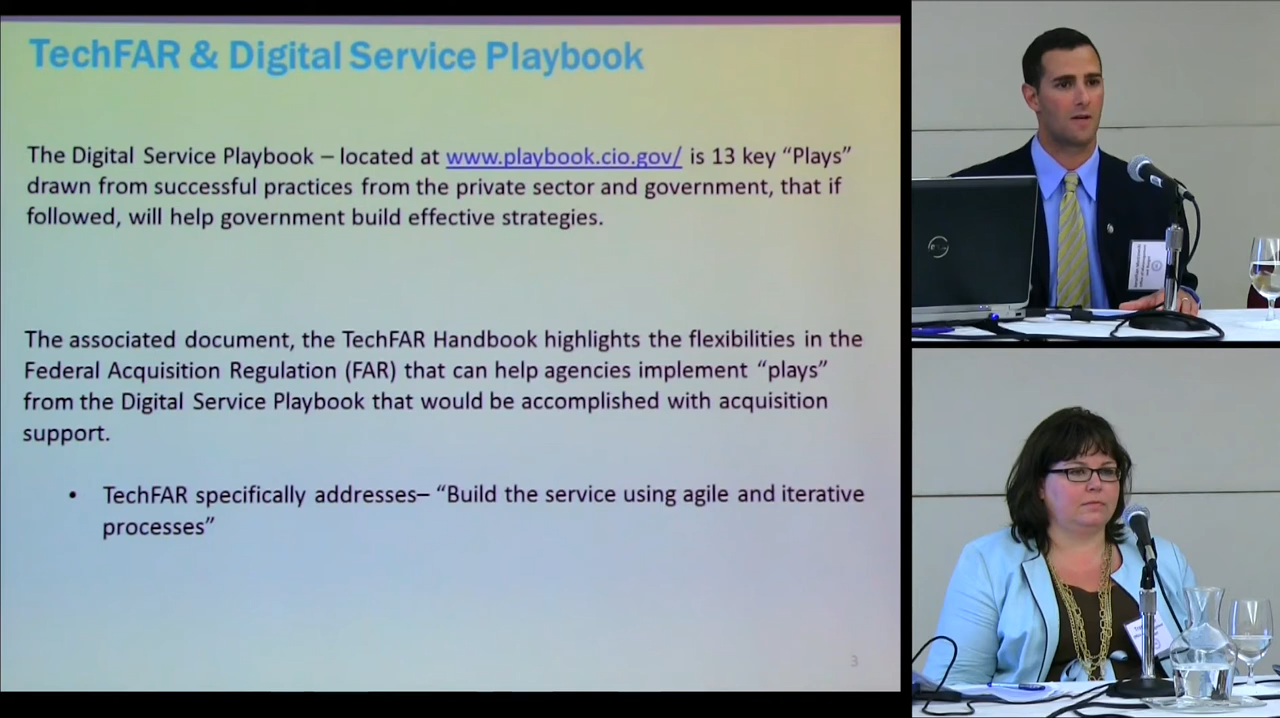 TechFAR & Digital Service Playbook
The Digital Service Playbook – located at www.playbook.cio.gov/ is 13 key “Plays”
drawn from successful practices from the private sector and government, that if
followed, will help government build effective strategies.
The associated document, the TechFAR Handbook highlights the flexibilities in the
Federal Acquisition Regulation (FAR) that can help agencies implement “plays”
from the Digital Service Playbook that would be accomplished with acquisition
support.
• TechFAR specifically addresses– “Build the service using agile and iterative
processes”
3
DELL